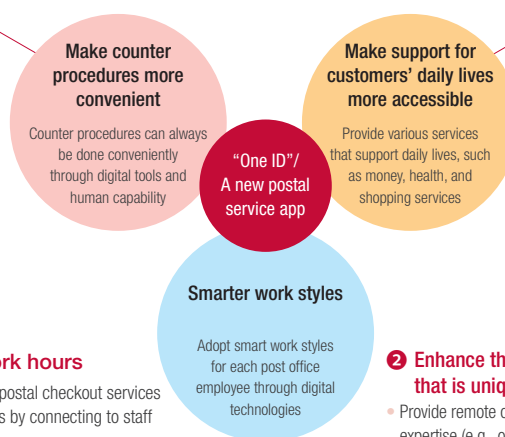 Make counter
procedures more
convenient
Counter procedures can always
be done conveniently
through digital tools and
human capability
Make support for
customers' daily lives
more accessible
Provide various services
that support daily lives, such
as money, health, and
shopping services
"One ID"/
A new postal
service app
Smarter work styles
Adopt smart work styles
for each post office
employee through digital
technologies
rk hours
postal checkout services
s by connecting to staff
❷ Enhance th
that is uniq
• Provide remote c